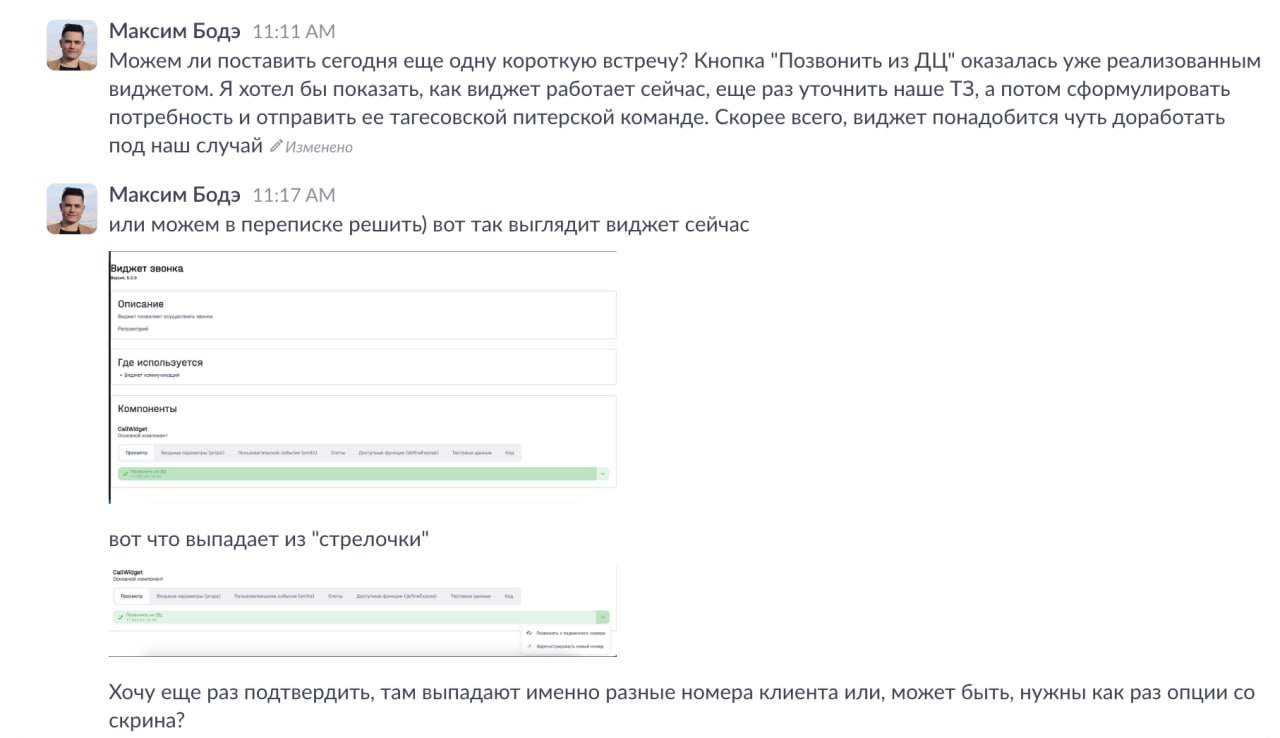 Максим Бодэ 11:11 AM
Можем ли поставить сегодня еще одну короткую встречу? Кнопка "Позвонить из ДЦ" оказалась уже реализованным
виджетом. Я хотел бы показать, как виджет работает сейчас, еще раз уточнить наше ТЗ, а потом сформулировать
потребность и отправить ее тагесовской питерской команде. Скорее всего, виджет понадобится чуть доработать
под наш случай Изменено
Максим Бодэ 11:17 AM
или можем в переписке решить) вот так выглядит виджет сейчас
Виджет звонка
Версия: 5.3.0
Описание
Виджет позволяет осуществить звонок
Репозиторий
Где используется
• Виджет коммуникации
Компоненты
CallWidget
Основной компонент
Просмотр Входные параметры (props) Пользовательские события (emits) Слоты Доступные функции (defineExpose) Тестовые данные Код
Позвонить из ДЦ
вот что выпадает из "стрелочки"
CallWidget
Основной компонент
Просмотр Входные параметры (props) Пользовательские события (emits) Слоты Доступные функции (defineExpose) Тестовые данные Код
Позвонить из ДЦ
Позвонить с подменного номера
Зарегистрировать новый номер
Хочу еще раз подтвердить, там выпадают именно разные номера клиента или, может быть, нужны как раз опции со
скрина?